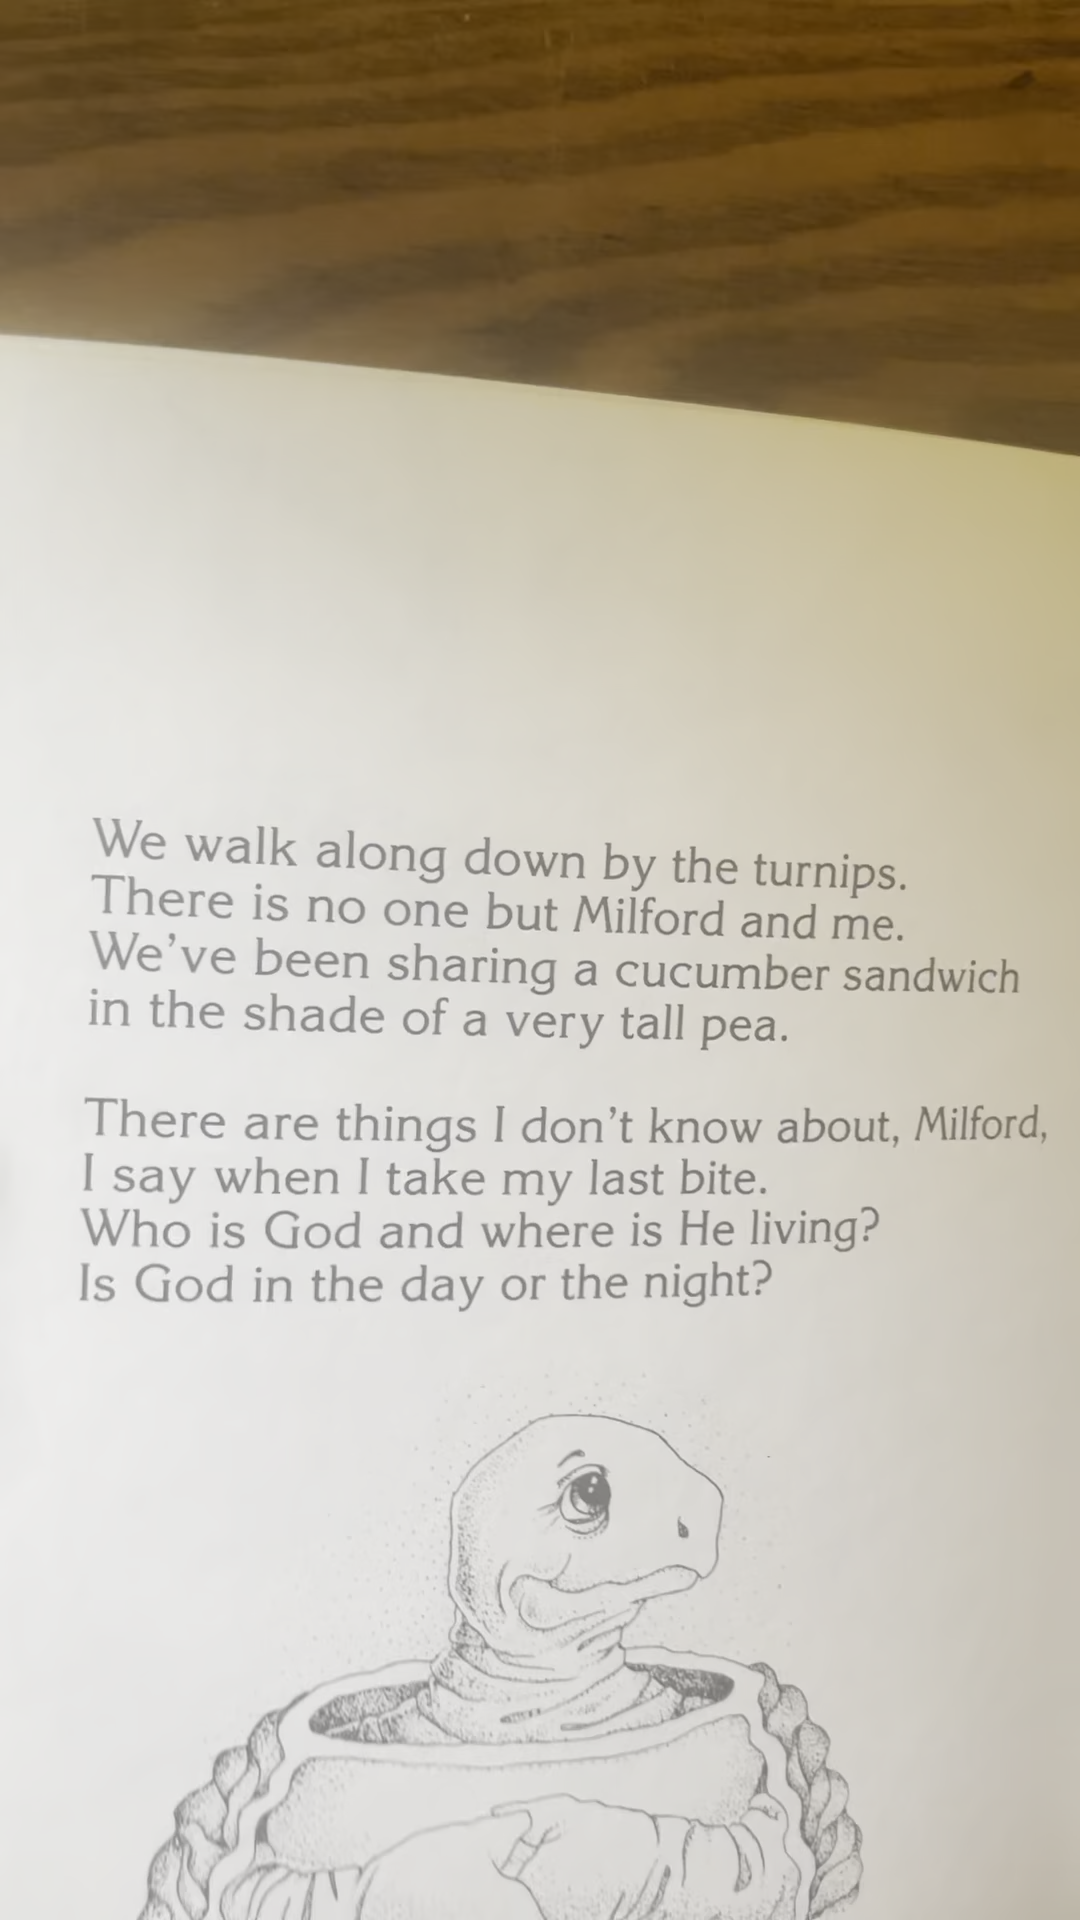 We walk along down by the turnips.
There is no one but Milford and me.
We've been sharing a cucumber sandwich
in the shade of a very tall pea.
There are things I don't know about, Milford,
I say when I take my last bite.
Who is God and where is He living?
Is God in the day or the night?